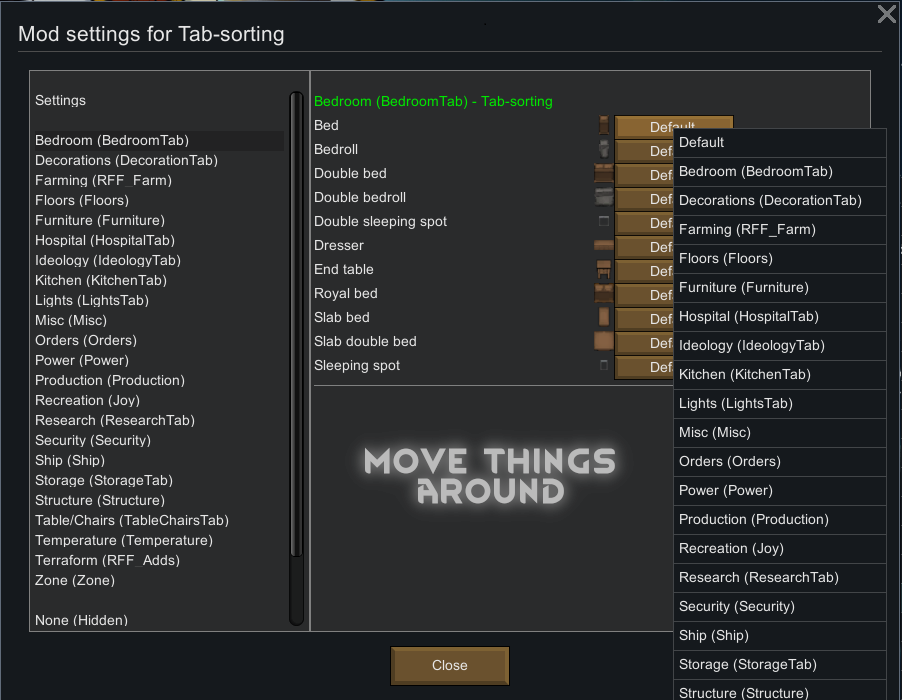 Mod settings for Tab-sorting
Settings
Bedroom (BedroomTab)
Decorations (DecorationTab)
Farming (RFF_Farm)
Floors (Floors)
Furniture (Furniture)
Hospital (HospitalTab)
Ideology (IdeologyTab)
Kitchen (KitchenTab)
Lights (LightsTab)
Misc (Misc)
Orders (Orders)
Power (Power)
Production (Production)
Recreation (Joy)
Research (ResearchTab)
Security (Security)
Ship (Ship)
Storage (StorageTab)
Structure (Structure)
Table/Chairs (TableChairsTab)
Temperature (Temperature)
Terraform (RFF_Adds)
Zone (Zone)
None (Hidden)
Bedroom (BedroomTab) - Tab-sorting
Bed Default
Bedroll Def
Double bed Def
Double bedroll Def
Double sleeping spot Def
Dresser Def
End table Def
Royal bed Def
Slab bed Def
Slab double bed Def
Sleeping spot Def
MOVE THINGS
AROUND
Default
Bedroom (BedroomTab)
Decorations (DecorationTab)
Farming (RFF_Farm)
Floors (Floors)
Furniture (Furniture)
Hospital (HospitalTab)
Ideology (IdeologyTab)
Kitchen (KitchenTab)
Lights (LightsTab)
Misc (Misc)
Orders (Orders)
Power (Power)
Production (Production)
Recreation (Joy)
Research (ResearchTab)
Security (Security)
Ship (Ship)
Storage (StorageTab)
Structure (Structure)
Close